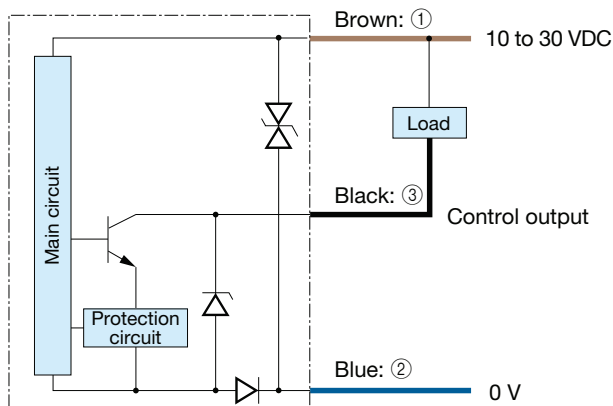 Brown: ①
10 to 30 VDC
Load
Main circuit
Black: ③
Control output
Protection
circuit
Blue: ②
0 V